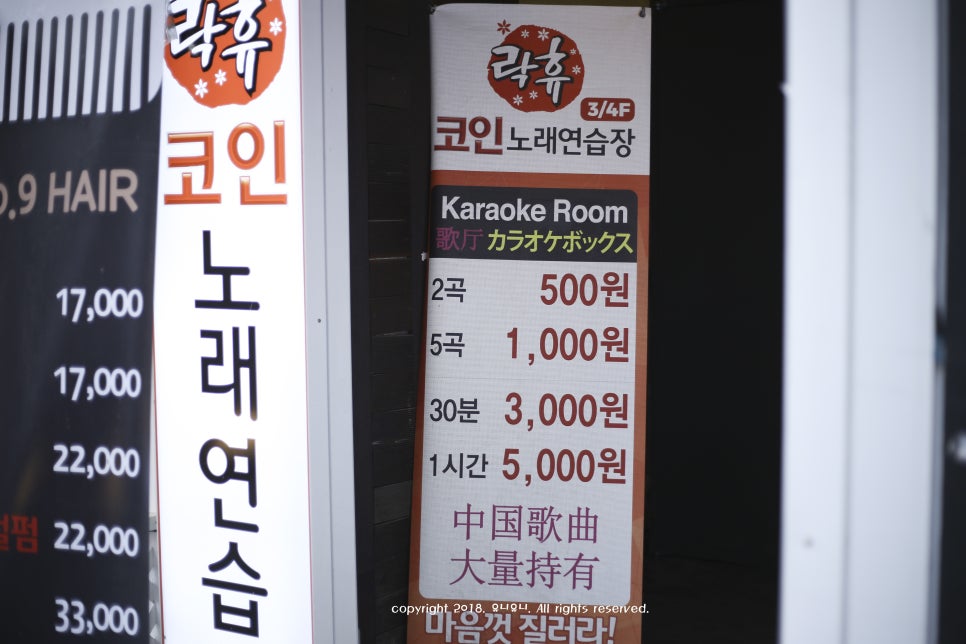 9 HAIR
17,000
17,000
22,000
22,000
33,000
락휴
코인
노래연습
락휴
3/4F
코인 노래연습장
Karaoke Room
歌厅 カラオケボックス
2곡 500원
5곡 1,000원
30분 3,000원
1시간 5,000원
中国歌曲
大量持有
마음껏 질러라!
copyright 2018. 유니유니. All rights reserved.